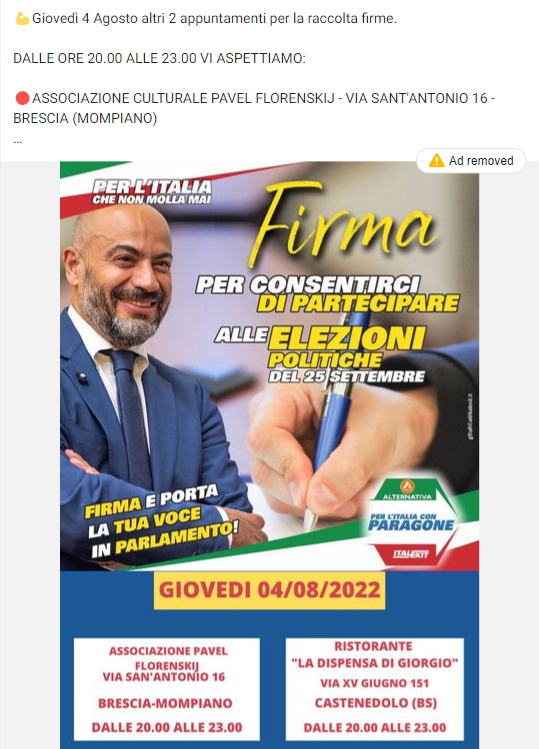 💪Giovedì 4 Agosto altri 2 appuntamenti per la raccolta firme.
DALLE ORE 20.00 ALLE 23.00 VI ASPETTIAMO:
🔴ASSOCIAZIONE CULTURALE PAVEL FLORENSKIJ - VIA SANT'ANTONIO 16 -
BRESCIA (MOMPIANO)
...
Ad removed
PER L'ITALIA
CHE NON MOLLA MAI
Firma
PER CONSENTIRCI
DI PARTECIPARE
ALLE ELEZIONI
POLITICHE
DEL 25 SETTEMBRE
FIRMA E PORTA
LA TUA VOCE
IN PARLAMENTO!
ALTERNATIVA
PER L'ITALIA CON
PARAGONE
ITALEXIT
GIOVEDI 04/08/2022
ASSOCIAZIONE PAVEL
FLORENSKIJ
VIA SAN'ANTONIO 16
BRESCIA-MOMPIANO
DALLE 20.00 ALLE 23.00
RISTORANTE
"LA DISPENSA DI GIORGIO"
VIA XV GIUGNO 151
CASTENEDOLO (BS)
DALLE 20.00 ALLE 23.00